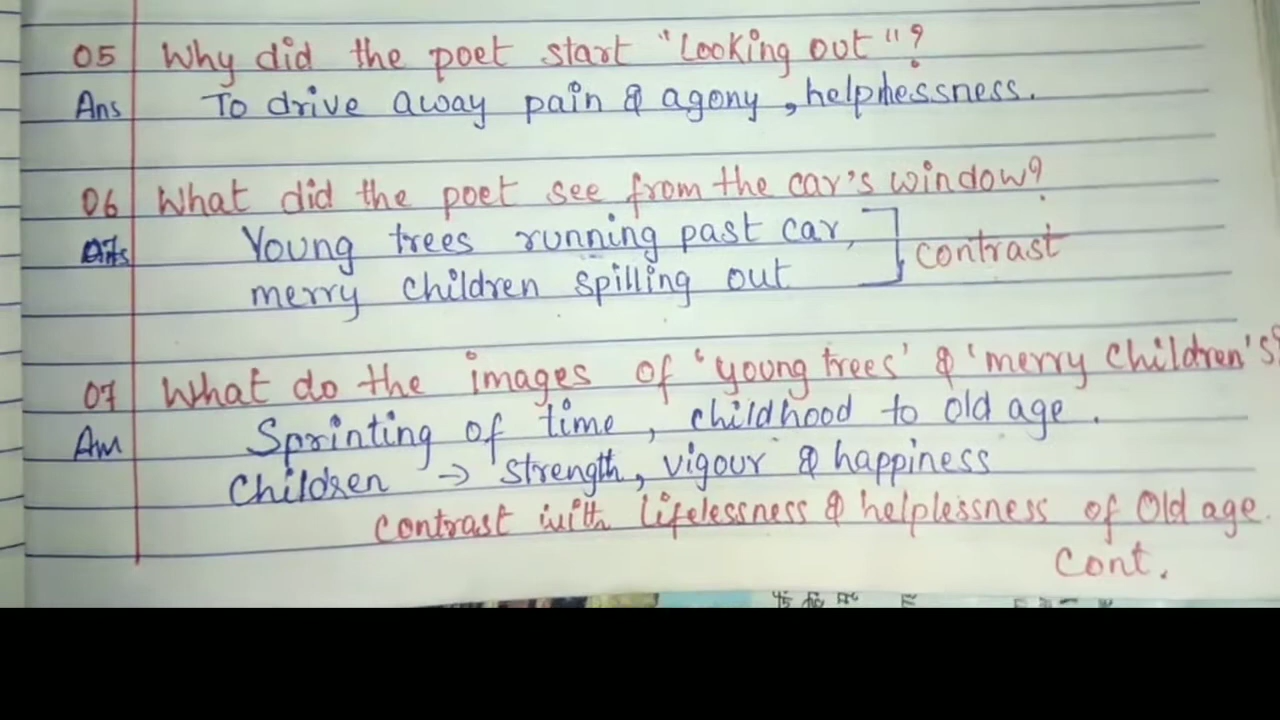 05 Why did the poet start "Looking out"?
Ans To drive away pain & agony, helplessness.
06 What did the poet see from the car's window?
Ans Young trees running past car,
merry children spilling out
contrast
07 What do the images of 'young trees' & 'merry children's?
An Sprinting of time, childhood to old age.
Children → strength, vigour & happiness
contrast with lifelessness & helplessness of Old age.
Cont.